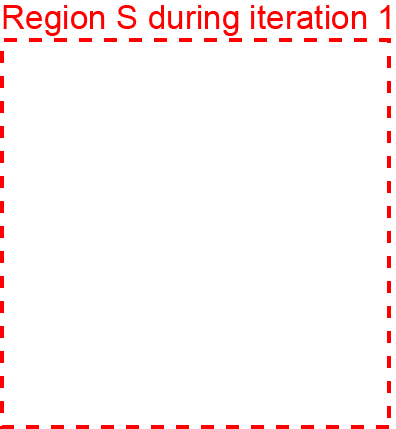 Region S during iteration 1